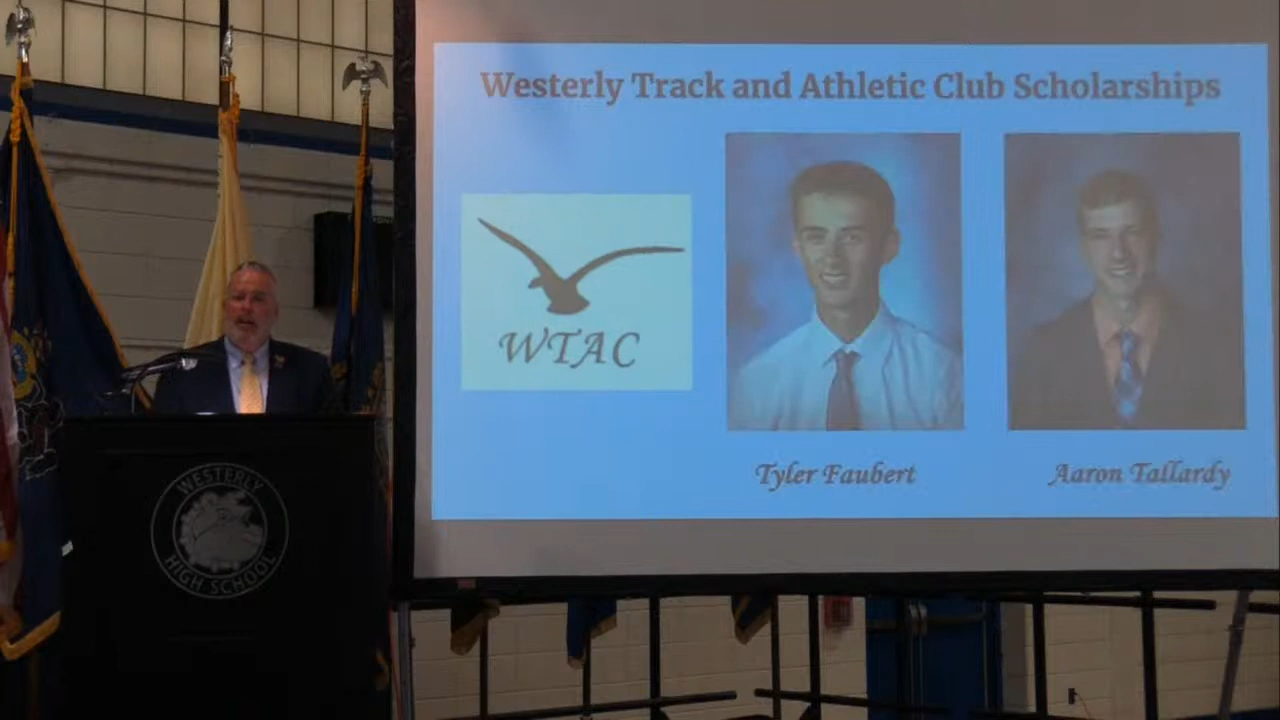 Westerly Track and Athletic Club Scholarships
WTAC
Tyler Faubert
Aaron Tallardy
WESTERLY
HIGH SCHOOL